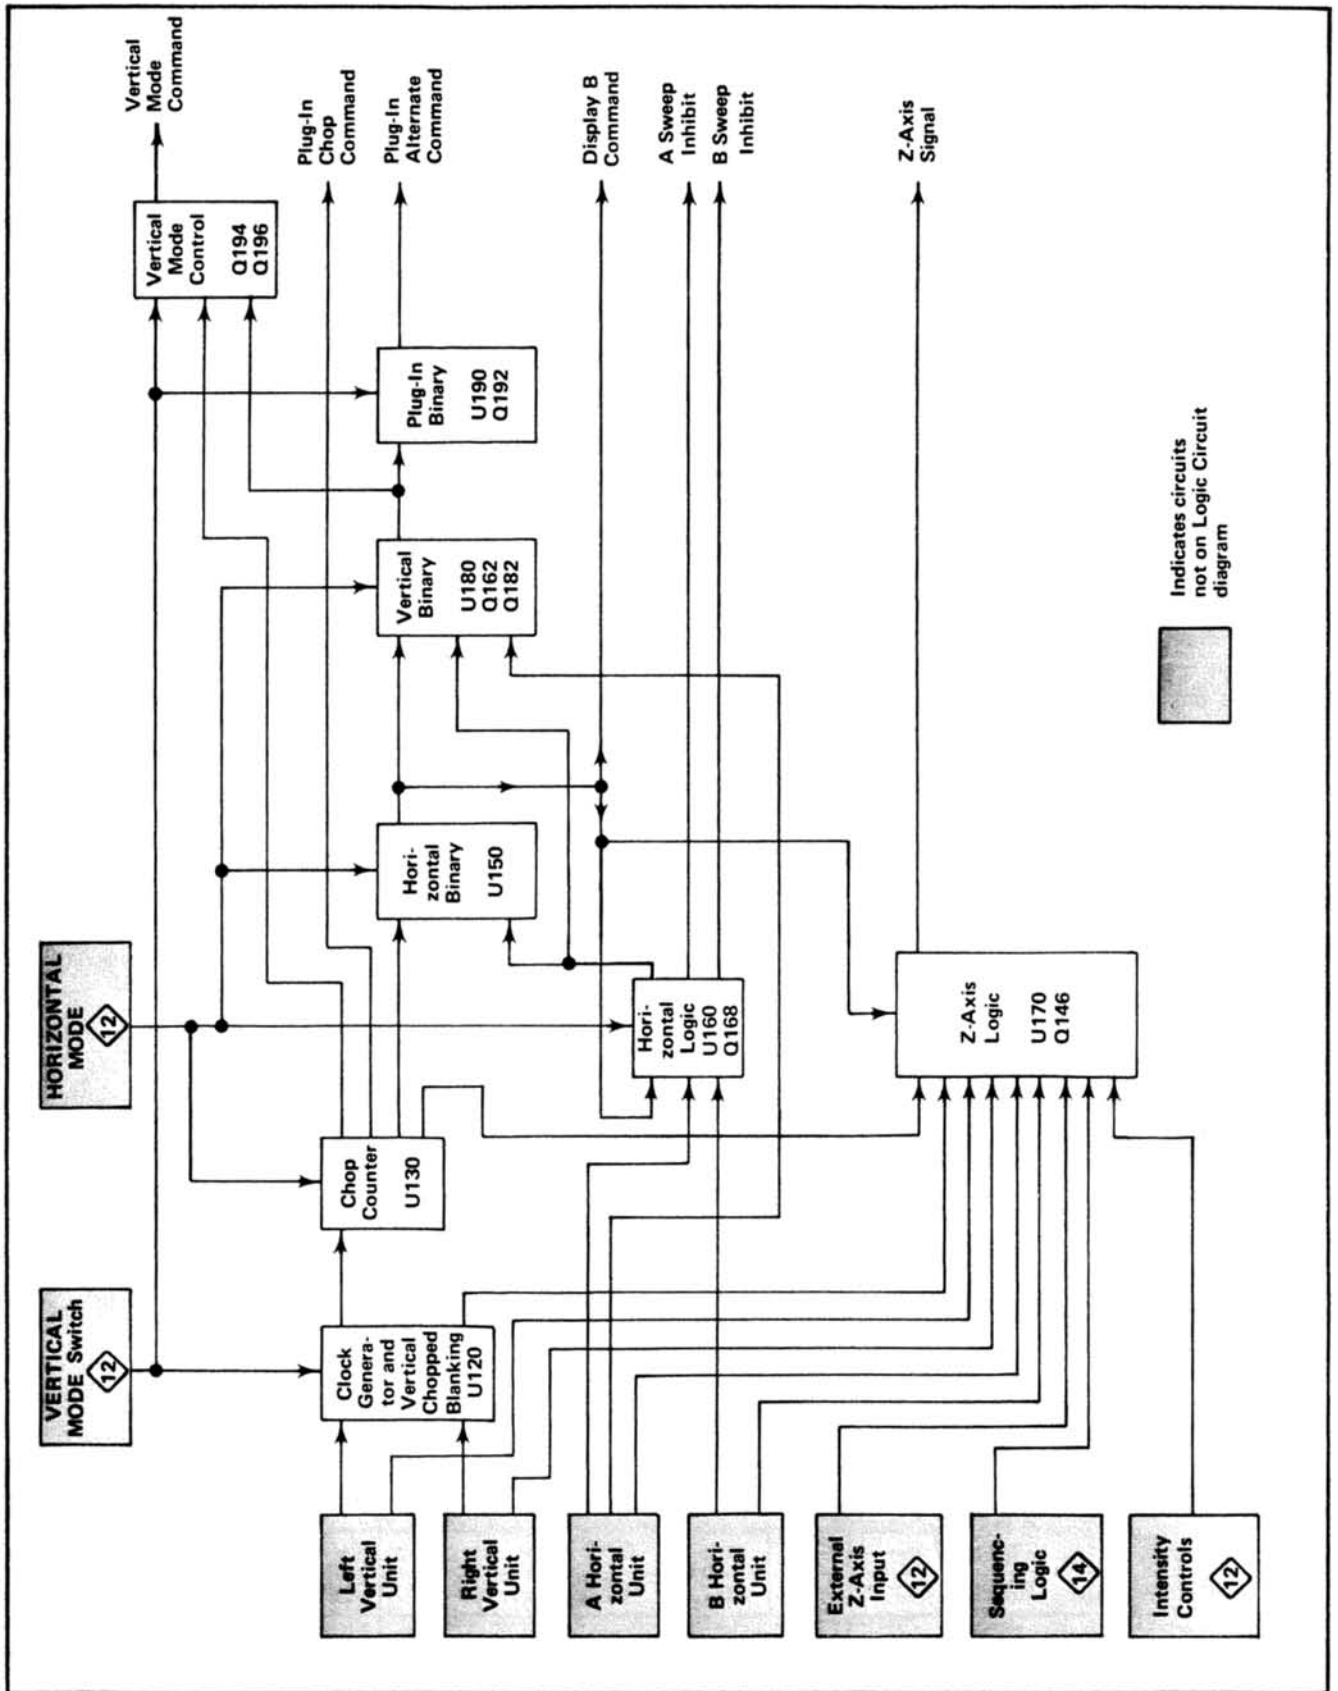 VERTICAL
MODE Switch
12
HORIZONTAL
MODE
12
Vertical
Mode
Command
Vertical
Mode
Control
Q194
Q196
Plug-In
Chop
Command
Plug-In
Alternate
Command
Left
Vertical
Unit
Clock
Genera-
tor and
Vertical
Chopped
Blanking
U120
Chop
Counter
U130
Hori-
zontal
Binary
U150
Vertical
Binary
U180
Q162
Q182
Plug-In
Binary
U190
Q192
Right
Vertical
Unit
Display B
Command
A Hori-
zontal
Unit
Hori-
zontal
Logic
U160
Q168
A Sweep
Inhibit
B Sweep
Inhibit
B Hori-
zontal
Unit
External
Z-Axis
Input
12
Z-Axis
Logic
U170
Q146
Z-Axis
Signal
Sequenc-
ing
Logic
14
Intensity
Controls
12
Indicates circuits
not on Logic Circuit
diagram